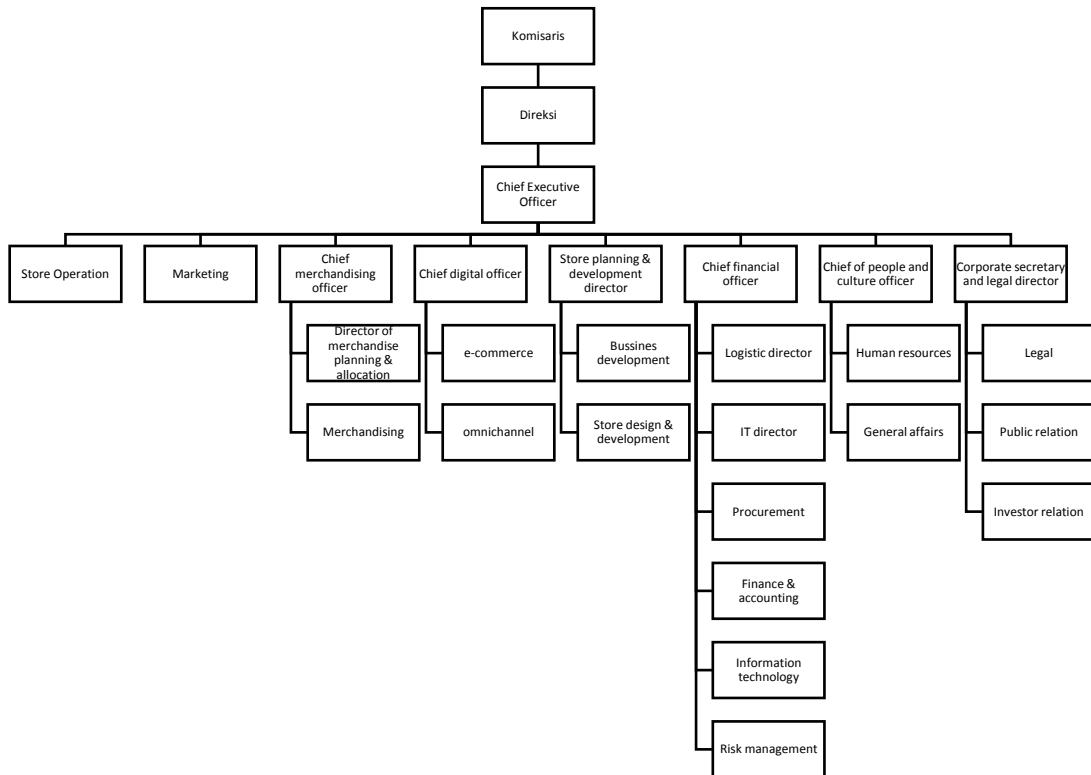 Komisaris
Direksi
Chief Executive
Officer
Store Operation
Marketing
Chief
merchandising
officer
Chief digital officer
Store planning &
development
director
Chief financial
officer
Chief of people and
culture officer
Corporate secretary
and legal director
Director of
merchandise
planning &
allocation
Merchandising
e-commerce
omnichannel
Bussines
development
Store design &
development
Logistic director
IT director
Procurement
Finance &
accounting
Information
technology
Risk management
Human resources
General affairs
Legal
Public relation
Investor relation